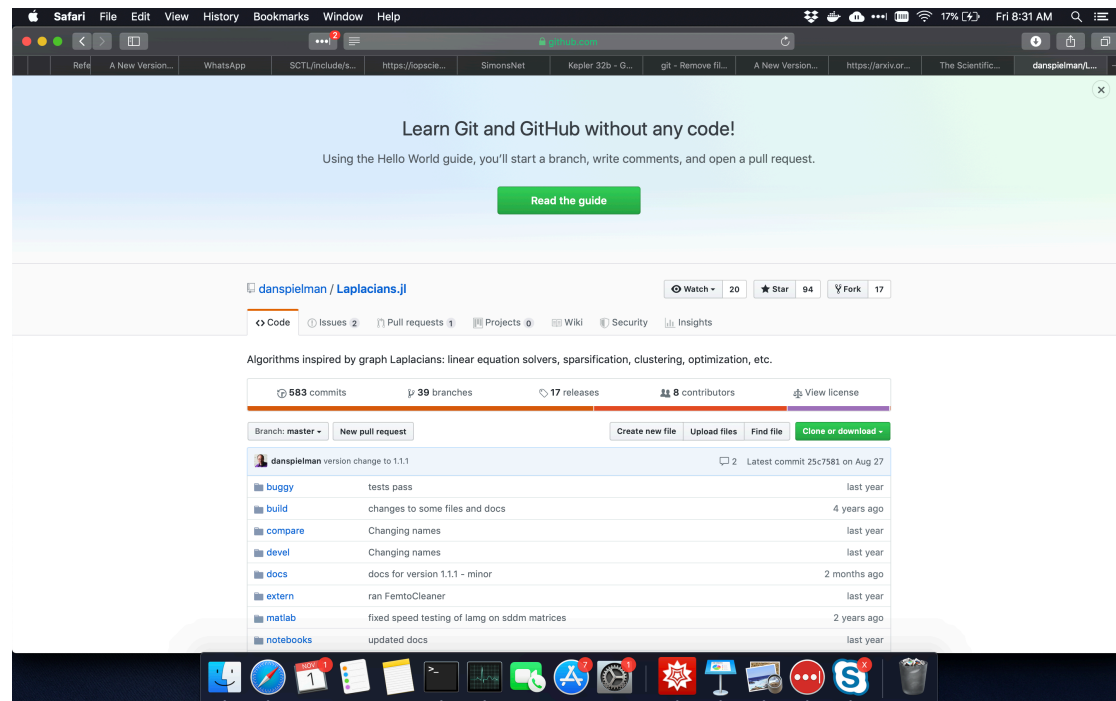 Safari File Edit View History Bookmarks Window Help 17% Fri 8:31 AM
2 github.com
Refe A New Version... WhatsApp SCTL/include/s... https://iopscie... SimonsNet Kepler 32b - G... git - Remove fil... A New Version... https://arxiv.or... The Scientific... danspielman/L...
Learn Git and GitHub without any code!
Using the Hello World guide, you'll start a branch, write comments, and open a pull request.
Read the guide
danspielman / Laplacians.jl
Watch 20 Star 94 Fork 17
Code Issues 2 Pull requests 1 Projects 0 Wiki Security Insights
Algorithms inspired by graph Laplacians: linear equation solvers, sparsification, clustering, optimization, etc.
583 commits 39 branches 17 releases 8 contributors View license
Branch: master New pull request Create new file Upload files Find file Clone or download
danspielman version change to 1.1.1 2 Latest commit 25c7581 on Aug 27
buggy tests pass last year
build changes to some files and docs 4 years ago
compare Changing names last year
devel Changing names last year
docs docs for version 1.1.1 - minor 2 months ago
extern ran FemtoCleaner last year
matlab fixed speed testing of lamg on sddm matrices 2 years ago
notebooks updated docs last year
NOV 1 1 7 1 S X